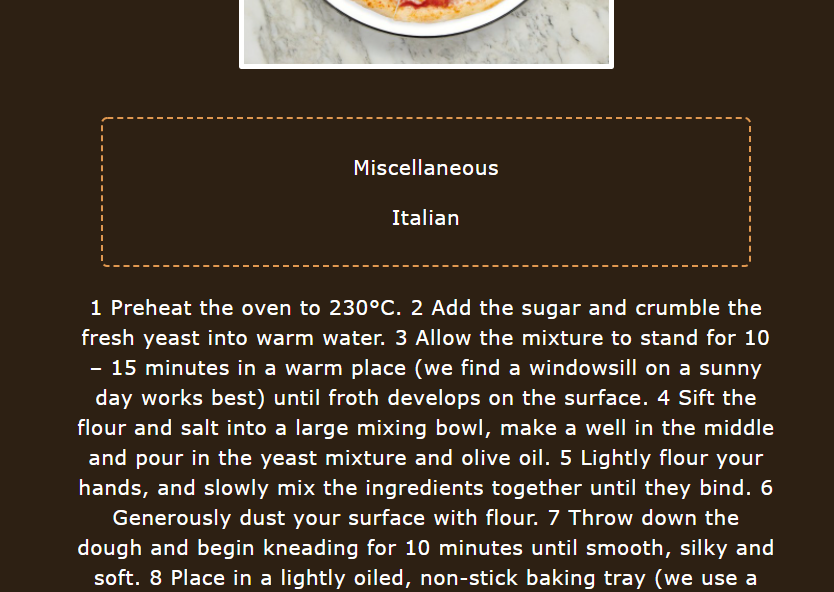 Miscellaneous
Italian
1 Preheat the oven to 230°C. 2 Add the sugar and crumble the
fresh yeast into warm water. 3 Allow the mixture to stand for 10
– 15 minutes in a warm place (we find a windowsill on a sunny
day works best) until froth develops on the surface. 4 Sift the
flour and salt into a large mixing bowl, make a well in the middle
and pour in the yeast mixture and olive oil. 5 Lightly flour your
hands, and slowly mix the ingredients together until they bind. 6
Generously dust your surface with flour. 7 Throw down the
dough and begin kneading for 10 minutes until smooth, silky and
soft. 8 Place in a lightly oiled, non-stick baking tray (we use a